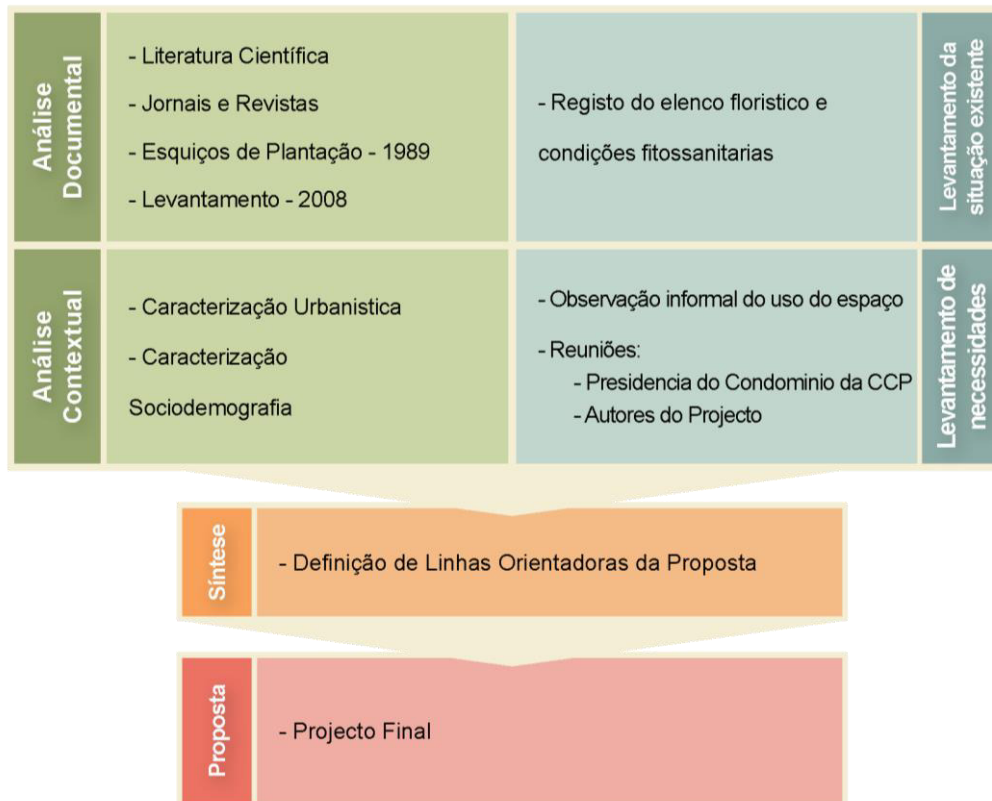 Análise
Documental
- Literatura Científica
- Jornais e Revistas
- Esquiços de Plantação - 1989
- Levantamento - 2008
- Registo do elenco floristico e
condições fitossanitarias
Levantamento da
situação existente
Análise
Contextual
- Caracterização Urbanistica
- Caracterização
Sociodemografia
- Observação informal do uso do espaço
- Reuniões:
- Presidencia do Condominio da CCP
- Autores do Projecto
Levantamento de
necessidades
Síntese
- Definição de Linhas Orientadoras da Proposta
Proposta
- Projecto Final